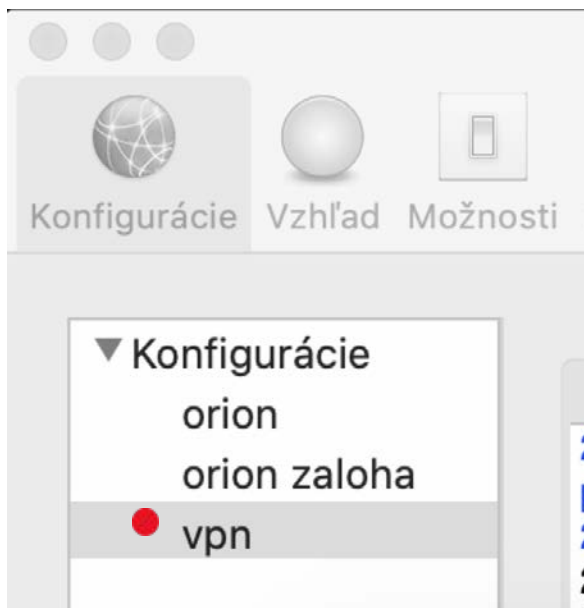 Konfigurácie Vzhľad Možnosti
Konfigurácie
orion
orion zaloha
vpn